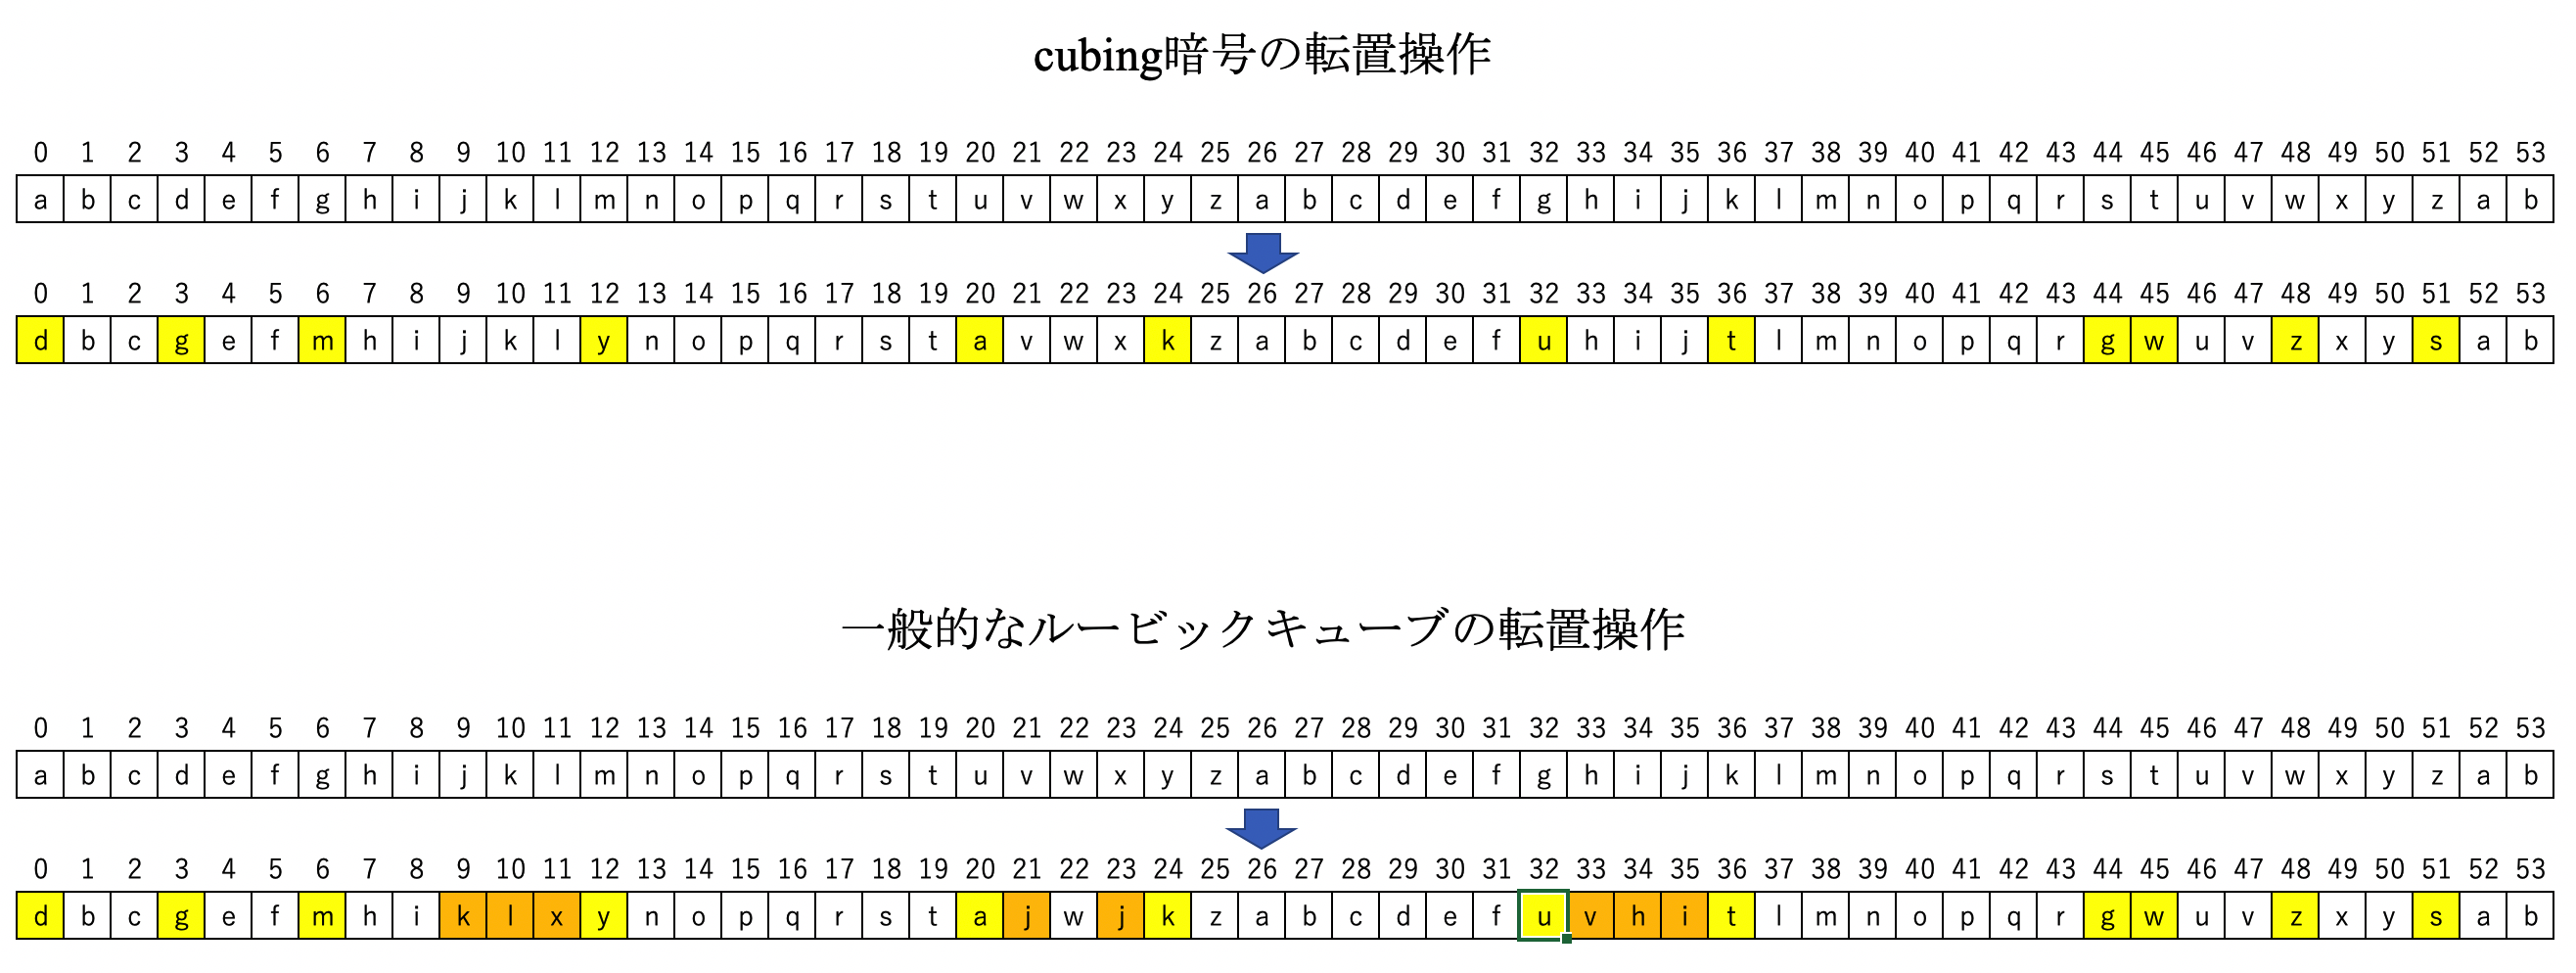 cubing暗号の転置操作
0 1 2 3 4 5 6 7 8 9 10 11 12 13 14 15 16 17 18 19 20 21 22 23 24 25 26 27 28 29 30 31 32 33 34 35 36 37 38 39 40 41 42 43 44 45 46 47 48 49 50 51 52 53
a b c d e f g h i j k l m n o p q r s t u v w x y z a b c d e f g h i j k l m n o p q r s t u v w x y z a b
0 1 2 3 4 5 6 7 8 9 10 11 12 13 14 15 16 17 18 19 20 21 22 23 24 25 26 27 28 29 30 31 32 33 34 35 36 37 38 39 40 41 42 43 44 45 46 47 48 49 50 51 52 53
d b c g e f m h i j k l y n o p q r s t a v w x k z a b c d e f u h i j t l m n o p q r g w u v z x y s a b
一般的なルービックキューブの転置操作
0 1 2 3 4 5 6 7 8 9 10 11 12 13 14 15 16 17 18 19 20 21 22 23 24 25 26 27 28 29 30 31 32 33 34 35 36 37 38 39 40 41 42 43 44 45 46 47 48 49 50 51 52 53
a b c d e f g h i j k l m n o p q r s t u v w x y z a b c d e f g h i j k l m n o p q r s t u v w x y z a b
0 1 2 3 4 5 6 7 8 9 10 11 12 13 14 15 16 17 18 19 20 21 22 23 24 25 26 27 28 29 30 31 32 33 34 35 36 37 38 39 40 41 42 43 44 45 46 47 48 49 50 51 52 53
d b c g e f m h i k l x y n o p q r s t a j w j k z a b c d e f u v h i t l m n o p q r g w u v z x y s a b